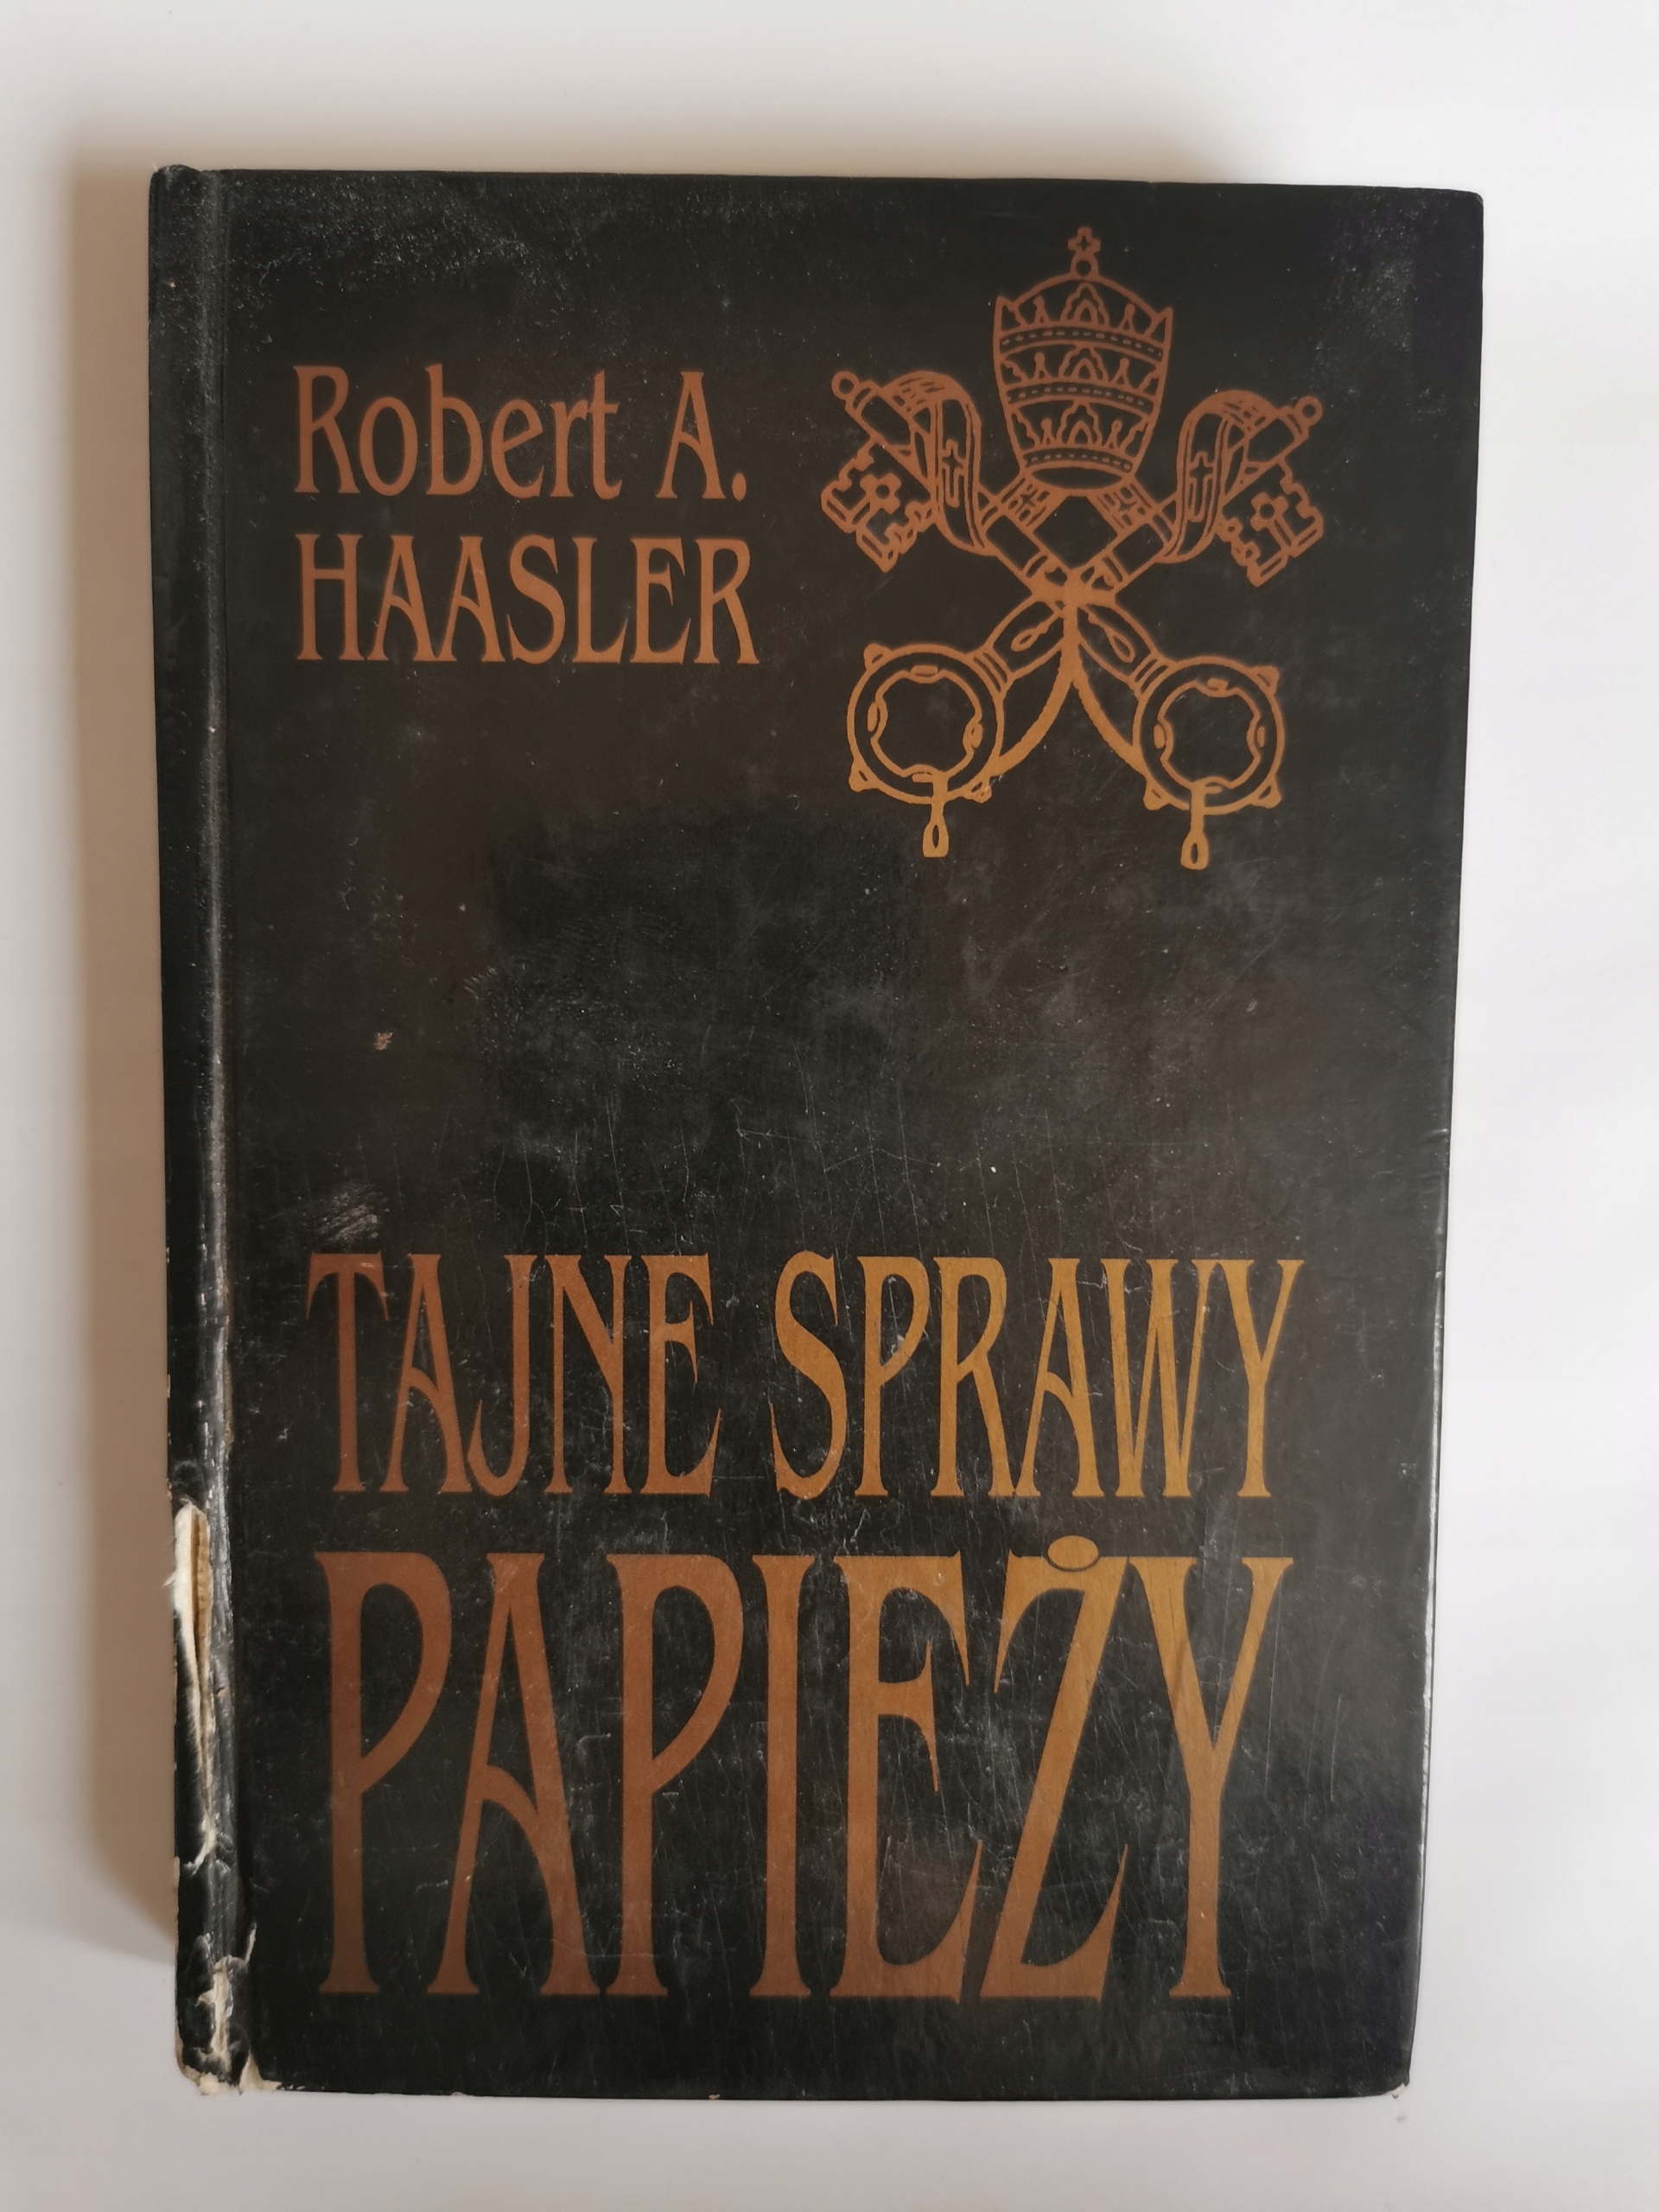 Robert A.
HAASLER
TAJNE SPRAWY
PAPIEŻY